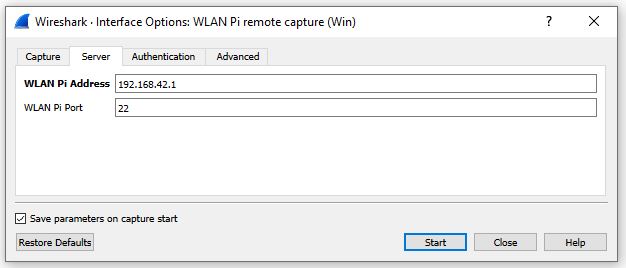 Wireshark · Interface Options: WLAN Pi remote capture (Win)
Capture Server Authentication Advanced
WLAN Pi Address 192.168.42.1
WLAN Pi Port 22
Save parameters on capture start
Restore Defaults Start Close Help